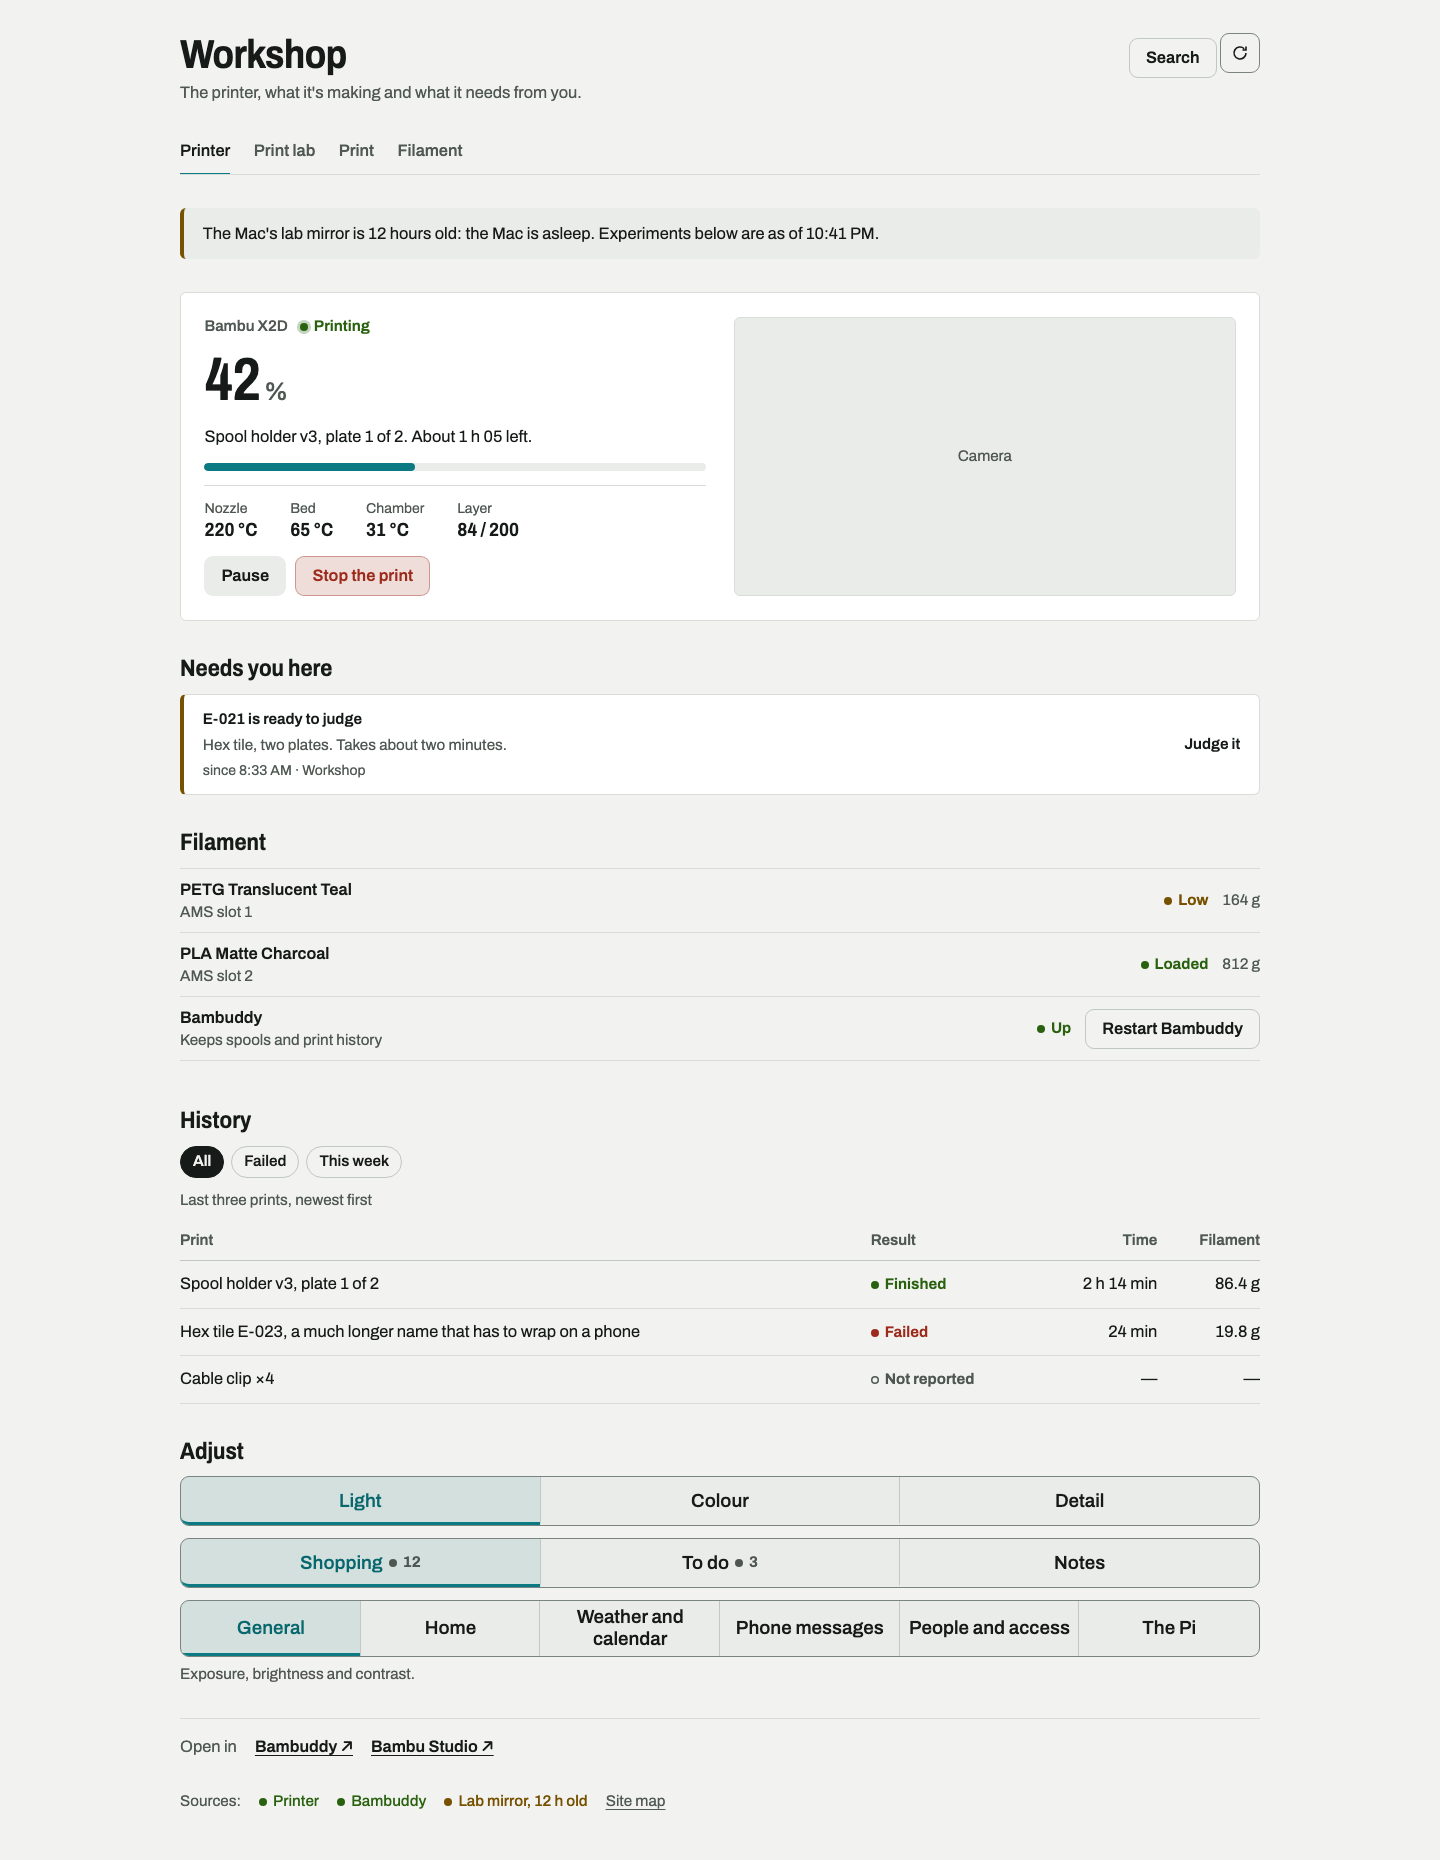 Workshop
Search
The printer, what it's making and what it needs from you.
Printer Print lab Print Filament
The Mac's lab mirror is 12 hours old: the Mac is asleep. Experiments below are as of 10:41 PM.
Bambu X2D Printing
42 %
Spool holder v3, plate 1 of 2. About 1 h 05 left.
Nozzle Bed Chamber Layer
220 °C 65 °C 31 °C 84 / 200
Pause Stop the print
Camera
Needs you here
E-021 is ready to judge
Hex tile, two plates. Takes about two minutes.
since 8:33 AM · Workshop
Judge it
Filament
PETG Translucent Teal
AMS slot 1
Low 164 g
PLA Matte Charcoal
AMS slot 2
Loaded 812 g
Bambuddy
Keeps spools and print history
Up Restart Bambuddy
History
All Failed This week
Last three prints, newest first
Print Result Time Filament
Spool holder v3, plate 1 of 2 Finished 2 h 14 min 86.4 g
Hex tile E-023, a much longer name that has to wrap on a phone Failed 24 min 19.8 g
Cable clip ×4 Not reported — —
Adjust
Light Colour Detail
Shopping 12 To do 3 Notes
General Home Weather and calendar Phone messages People and access The Pi
Exposure, brightness and contrast.
Open in Bambuddy ↗ Bambu Studio ↗
Sources: Printer Bambuddy Lab mirror, 12 h old Site map